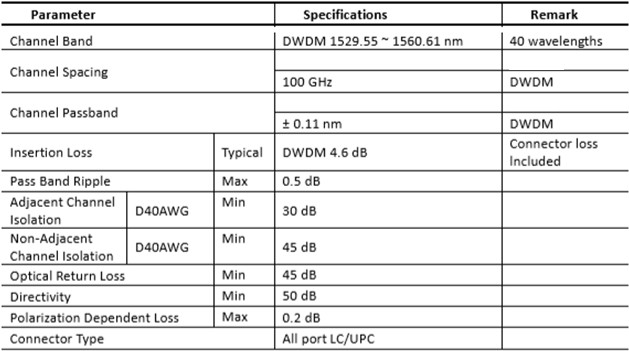 Parameter Specifications Remark
Channel Band DWDM 1529.55 ~ 1560.61 nm 40 wavelengths
Channel Spacing
100 GHz DWDM
Channel Passband
± 0.11 nm DWDM
Insertion Loss Typical DWDM 4.6 dB Connector loss
Included
Pass Band Ripple Max 0.5 dB
Adjacent Channel
Isolation D40AWG Min 30 dB
Non-Adjacent
Channel Isolation D40AWG Min 45 dB
Optical Return Loss Min 45 dB
Directivity Min 50 dB
Polarization Dependent Loss Max 0.2 dB
Connector Type All port LC/UPC